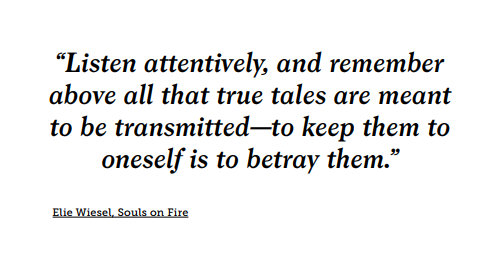 “Listen attentively, and remember
above all that true tales are meant
to be transmitted—to keep them to
oneself is to betray them.”
Elie Wiesel, Souls on Fire